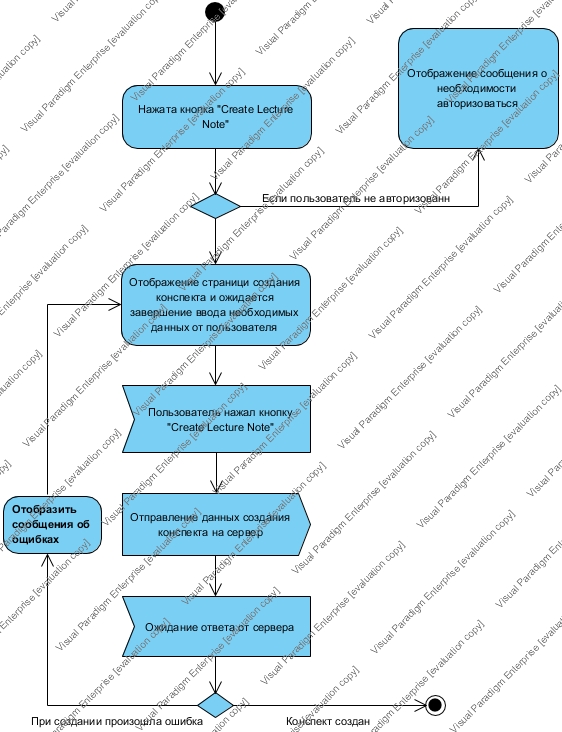 Нажата кнопка "Create Lecture
Note"
Отображение сообщения о
необходимости
авторизоваться
Если пользователь не авторизованн
Отображение страници создания
конспекта и ожидается
завершение ввода необходимых
данных от пользователя
Пользователь нажал кнопку
"Create Lecture Note"
Отобразить
сообщения об
ощибках
Отправление данных создания
конспекта на сервер
Ожидание ответа от сервера
При создании произошла ошибка
Конспект создан
Visual Paradigm Enterprise [evaluation copy]